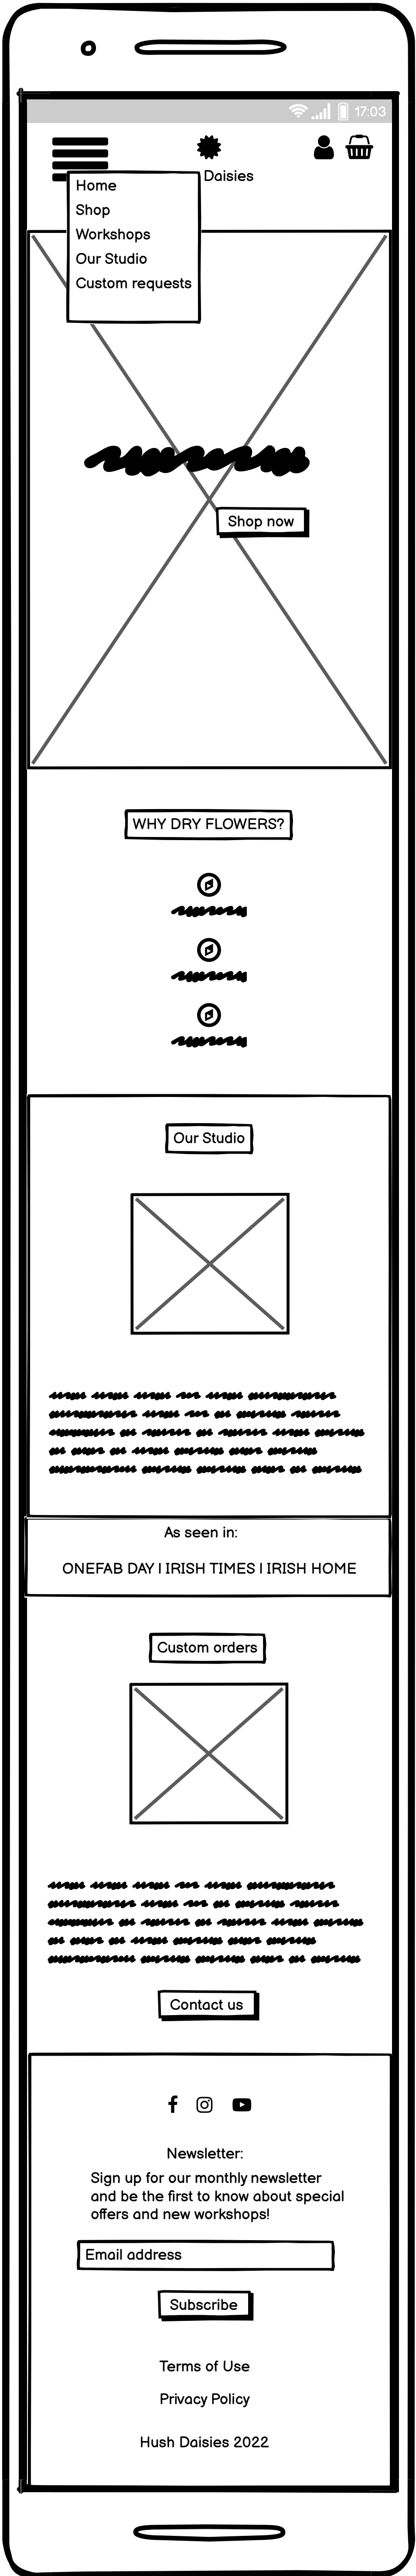 17:03
Daisies
Home
Shop
Workshops
Our Studio
Custom requests
Shop now
WHY DRY FLOWERS?
Our Studio
As seen in:
ONEFAB DAY | IRISH TIMES | IRISH HOME
Custom orders
Contact us
Newsletter:
Sign up for our monthly newsletter
and be the first to know about special
offers and new workshops!
Email address
Subscribe
Terms of Use
Privacy Policy
Hush Daisies 2022